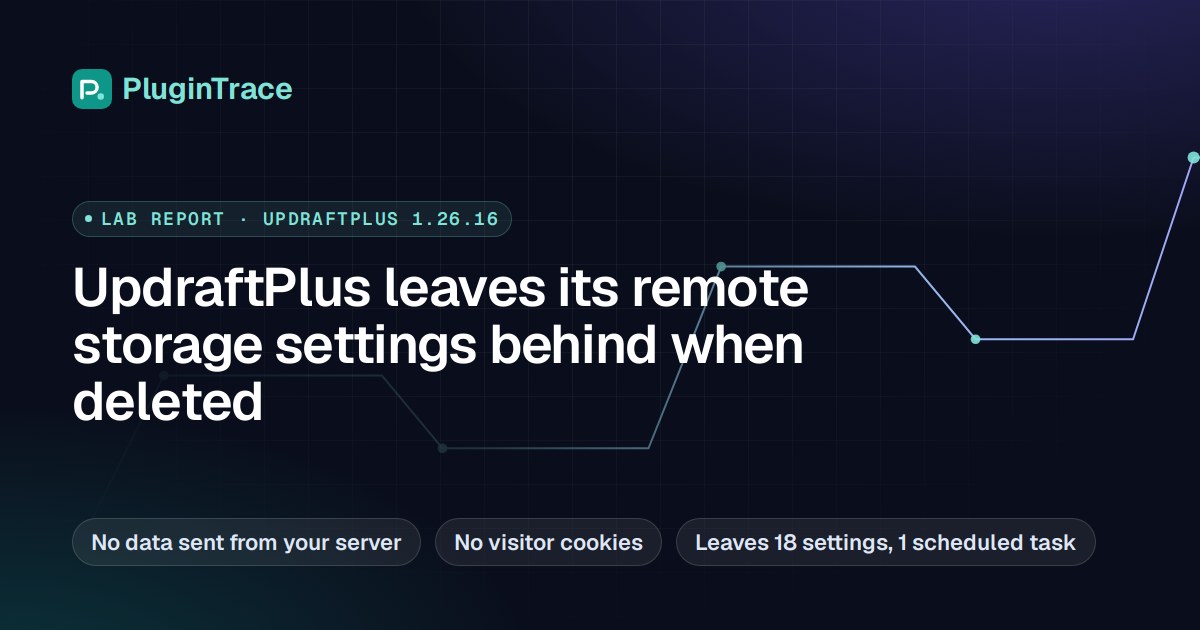 PluginTrace
LAB REPORT · UPDRAFTPLUS 1.26.16
UpdraftPlus leaves its remote
storage settings behind when
deleted
No data sent from your server
No visitor cookies
Leaves 18 settings, 1 scheduled task